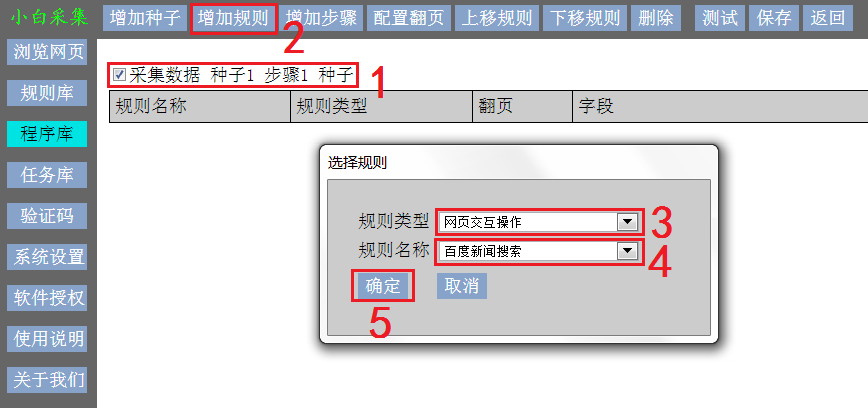 小白采集
增加种子 增加规则 增加步骤 配置翻页 上移规则 下移规则 删除 测试 保存 返回
2
浏览网页
规则库
程序库
任务库
验证码
系统设置
软件授权
使用说明
关于我们
采集数据 种子1 步骤1 种子
1
规则名称 规则类型 翻页 字段
选择规则
规则类型 网页交互操作
3
规则名称 百度新闻搜索
4
确定 取消
5